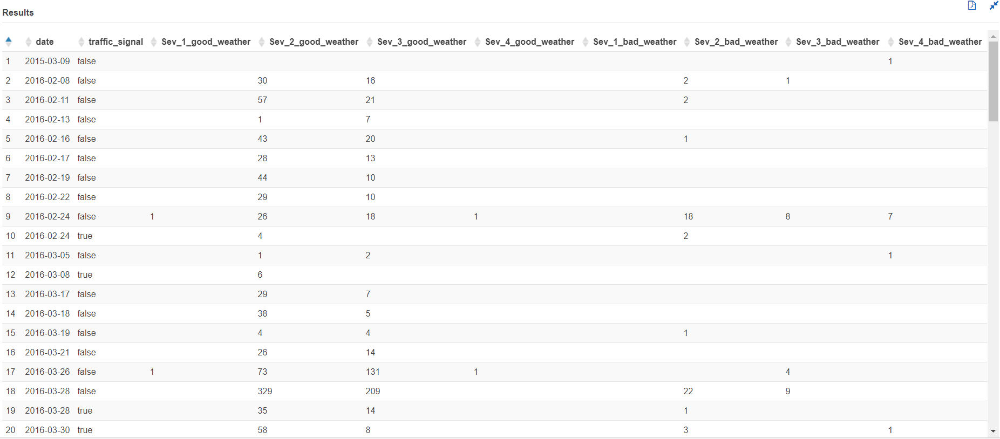 Results
date traffic_signal Sev_1_good_weather Sev_2_good_weather Sev_3_good_weather Sev_4_good_weather Sev_1_bad_weather Sev_2_bad_weather Sev_3_bad_weather Sev_4_bad_weather
1 2015-03-09 false 1
2 2016-02-08 false 30 16 2 1
3 2016-02-11 false 57 21 2
4 2016-02-13 false 1 7
5 2016-02-16 false 43 20 1
6 2016-02-17 false 28 13
7 2016-02-19 false 44 10
8 2016-02-22 false 29 10
9 2016-02-24 false 1 26 18 1 18 8 7
10 2016-02-24 true 4 2
11 2016-03-05 false 1 2 1
12 2016-03-08 true 6
13 2016-03-17 false 29 7
14 2016-03-18 false 38 5
15 2016-03-19 false 4 4 1
16 2016-03-21 false 26 14
17 2016-03-26 false 1 73 131 1 4
18 2016-03-28 false 329 209 22 9
19 2016-03-28 true 35 14 1
20 2016-03-30 true 58 8 3 1